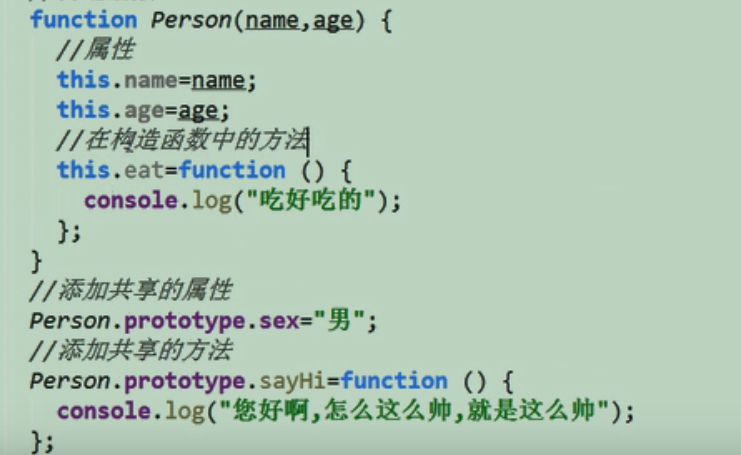 function Person(name,age) {
//属性
this.name=name;
this.age=age;
//在构造函数中的方法
this.eat=function () {
console.log("吃好吃的");
};
}
//添加共享的属性
Person.prototype.sex="男";
//添加共享的方法
Person.prototype.sayHi=function () {
console.log("您好啊,怎么这么帅,就是这么帅");
};